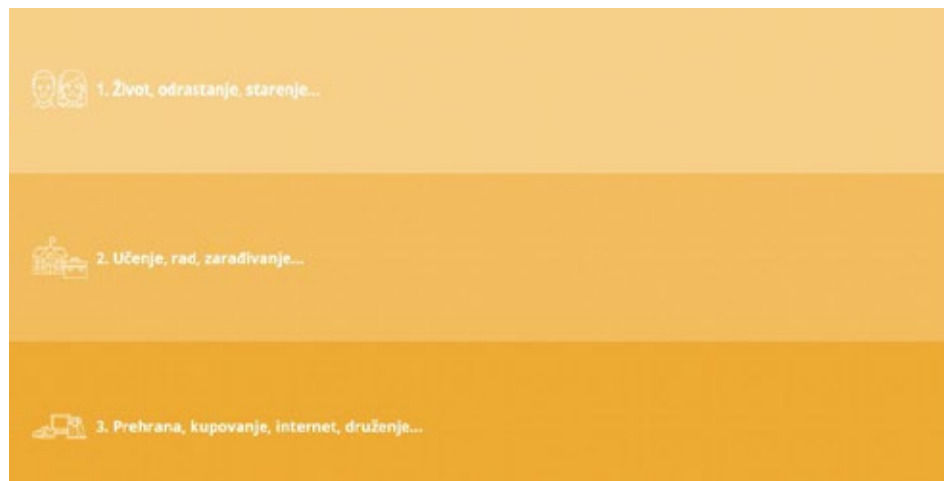 1. Život, odrastanje, starenje...
2. Učenje, rad, zarađivanje...
3. Prehrana, kupovanje, internet, druženje...